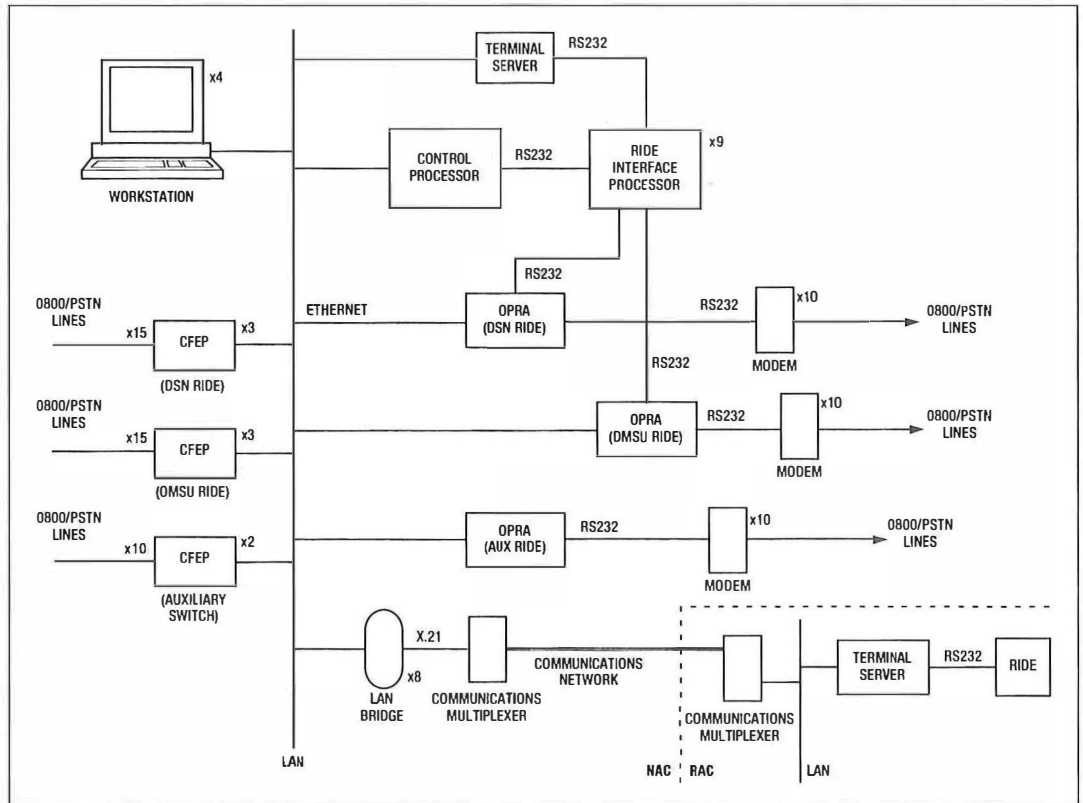 TERMINAL
SERVER
RS232
x4
WORKSTATION
CONTROL
PROCESSOR
RS232
RIDE
INTERFACE
PROCESSOR
x9
RS232
0800/PSTN
LINES
x15
CFEP
x3
(DSN RIDE)
ETHERNET
OPRA
(DSN RIDE)
RS232
x10
MODEM
0800/PSTN
LINES
RS232
0800/PSTN
LINES
x15
CFEP
x3
(OMSU RIDE)
OPRA
(DMSU RIDE)
RS232
x10
MODEM
0800/PSTN
LINES
0800/PSTN
LINES
x10
CFEP
x2
(AUXILIARY
SWITCH)
OPRA
(AUX RIDE)
RS232
x10
MODEM
0800/PSTN
LINES
LAN
BRIDGE
x8
X.21
COMMUNICATIONS
MULTIPLEXER
COMMUNICATIONS
NETWORK
COMMUNICATIONS
MULTIPLEXER
TERMINAL
SERVER
RS232
RIDE
LAN
NAC
RAC
LAN